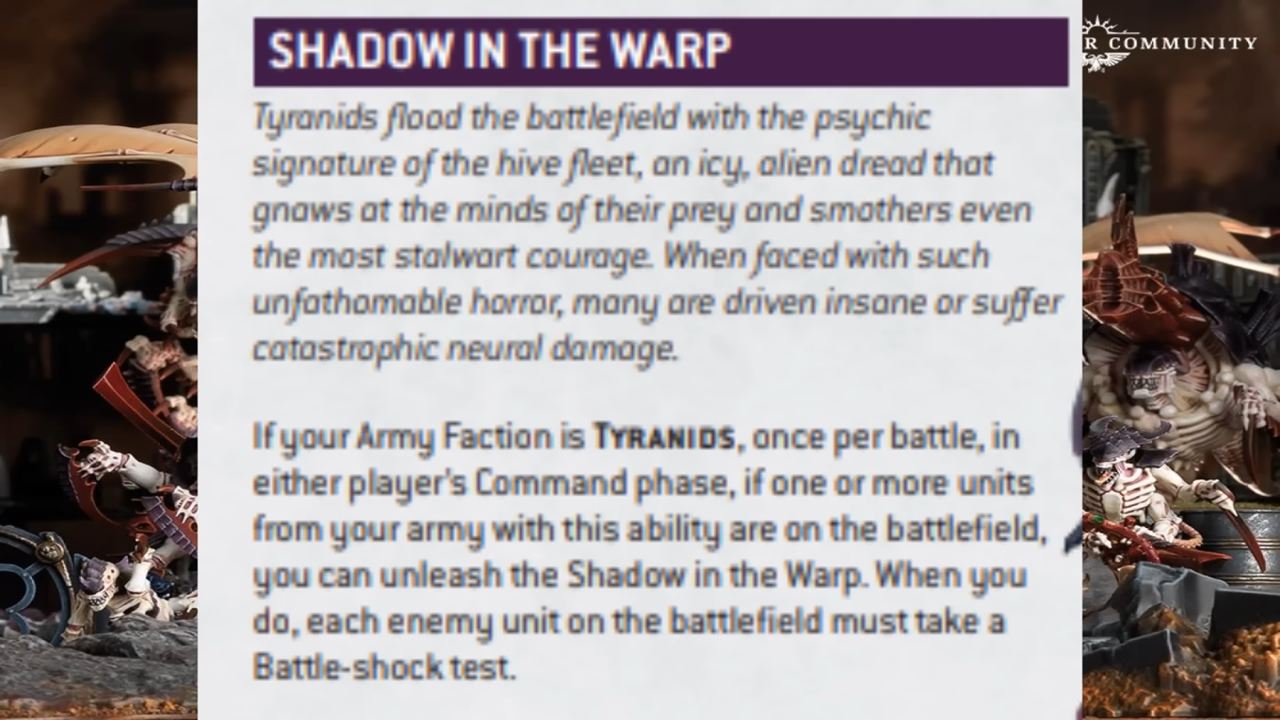 SHADOW IN THE WARP
R COMMUNITY
Tyranids flood the battlefield with the psychic
signature of the hive fleet, an icy, alien dread that
gnaws at the minds of their prey and smothers even
the most stalwart courage. When faced with such
unfathomable horror, many are driven insane or suffer
catastrophic neural damage.
If your Army Faction is TYRANIDS, once per battle, in
either player's Command phase, if one or more units
from your army with this ability are on the battlefield,
you can unleash the Shadow in the Warp. When you
do, each enemy unit on the battlefield must take a
Battle-shock test.